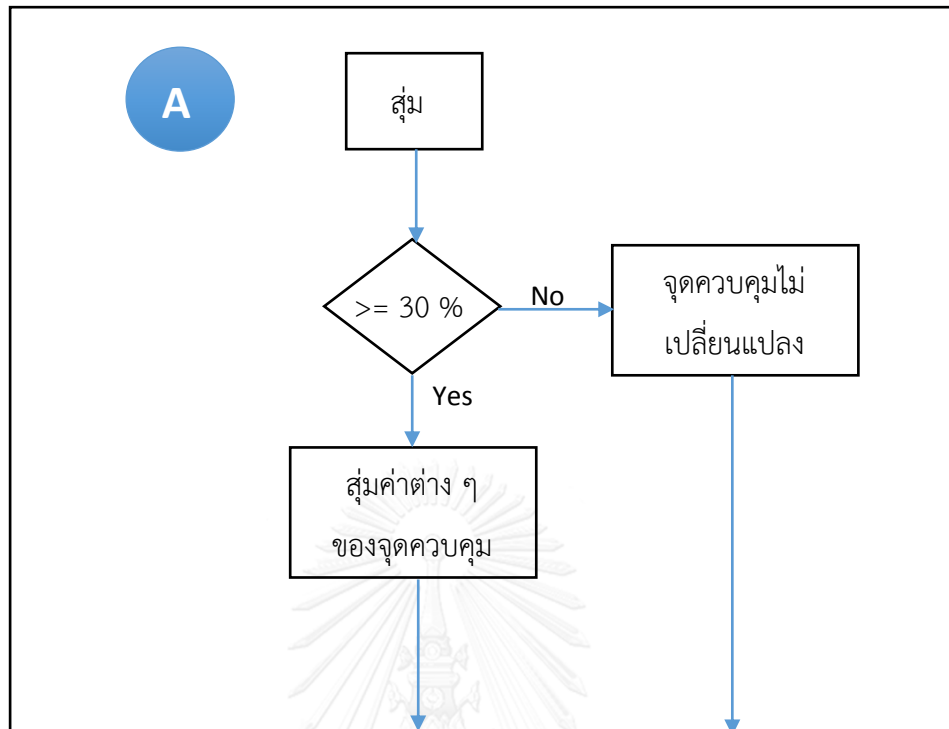 A
สุ่ม
>= 30 %
No
จุดควบคุมไม่
เปลี่ยนแปลง
Yes
สุ่มค่าต่าง ๆ
ของจุดควบคุม